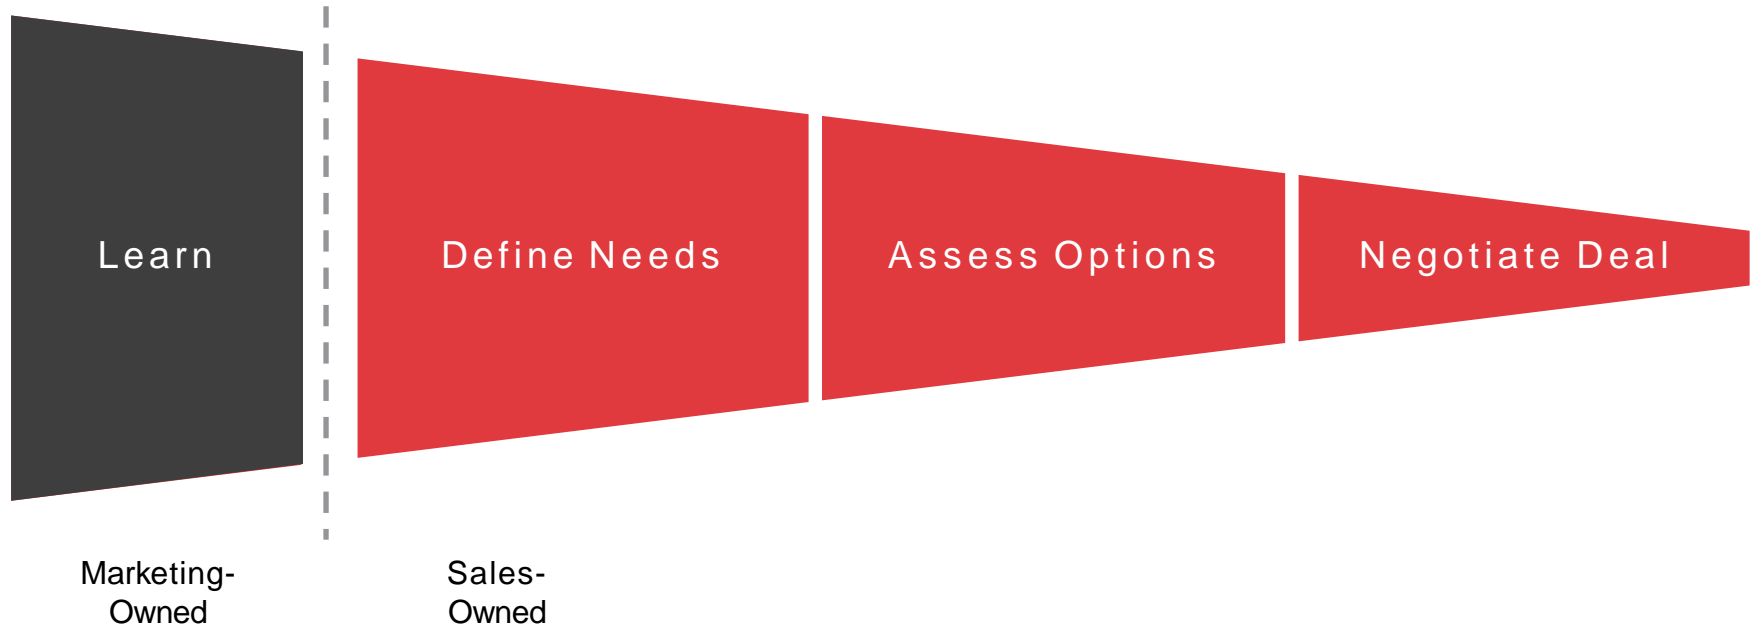 Learn
Define Needs
Assess Options
Negotiate Deal
Marketing-
Owned
Sales-
Owned